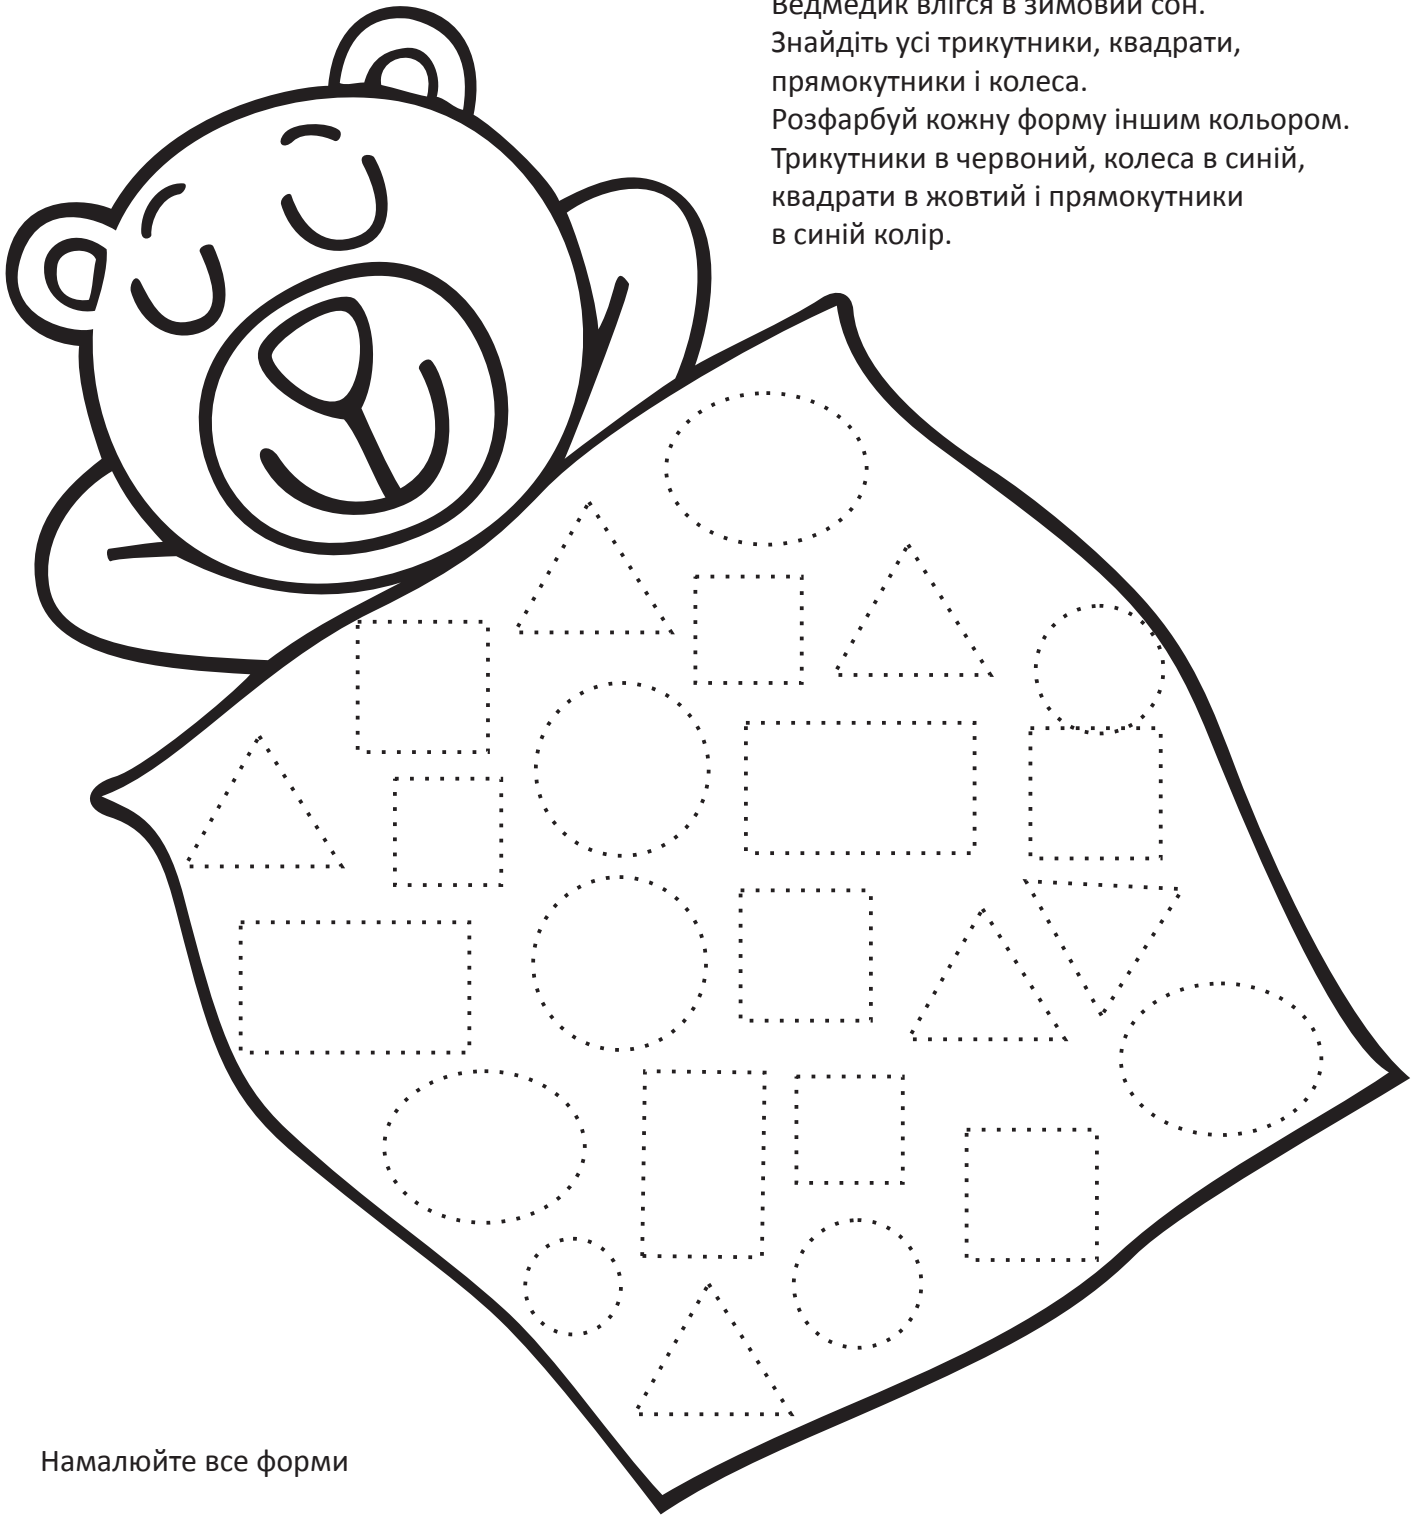 Ведмедик влігся в зимовий сон.
Знайдіть усі трикутники, квадрати,
прямокутники і колеса.
Розфарбуй кожну форму іншим кольором.
Трикутники в червоний, колеса в синій,
квадрати в жовтий і прямокутники
в синій колір.
Намалюйте все форми